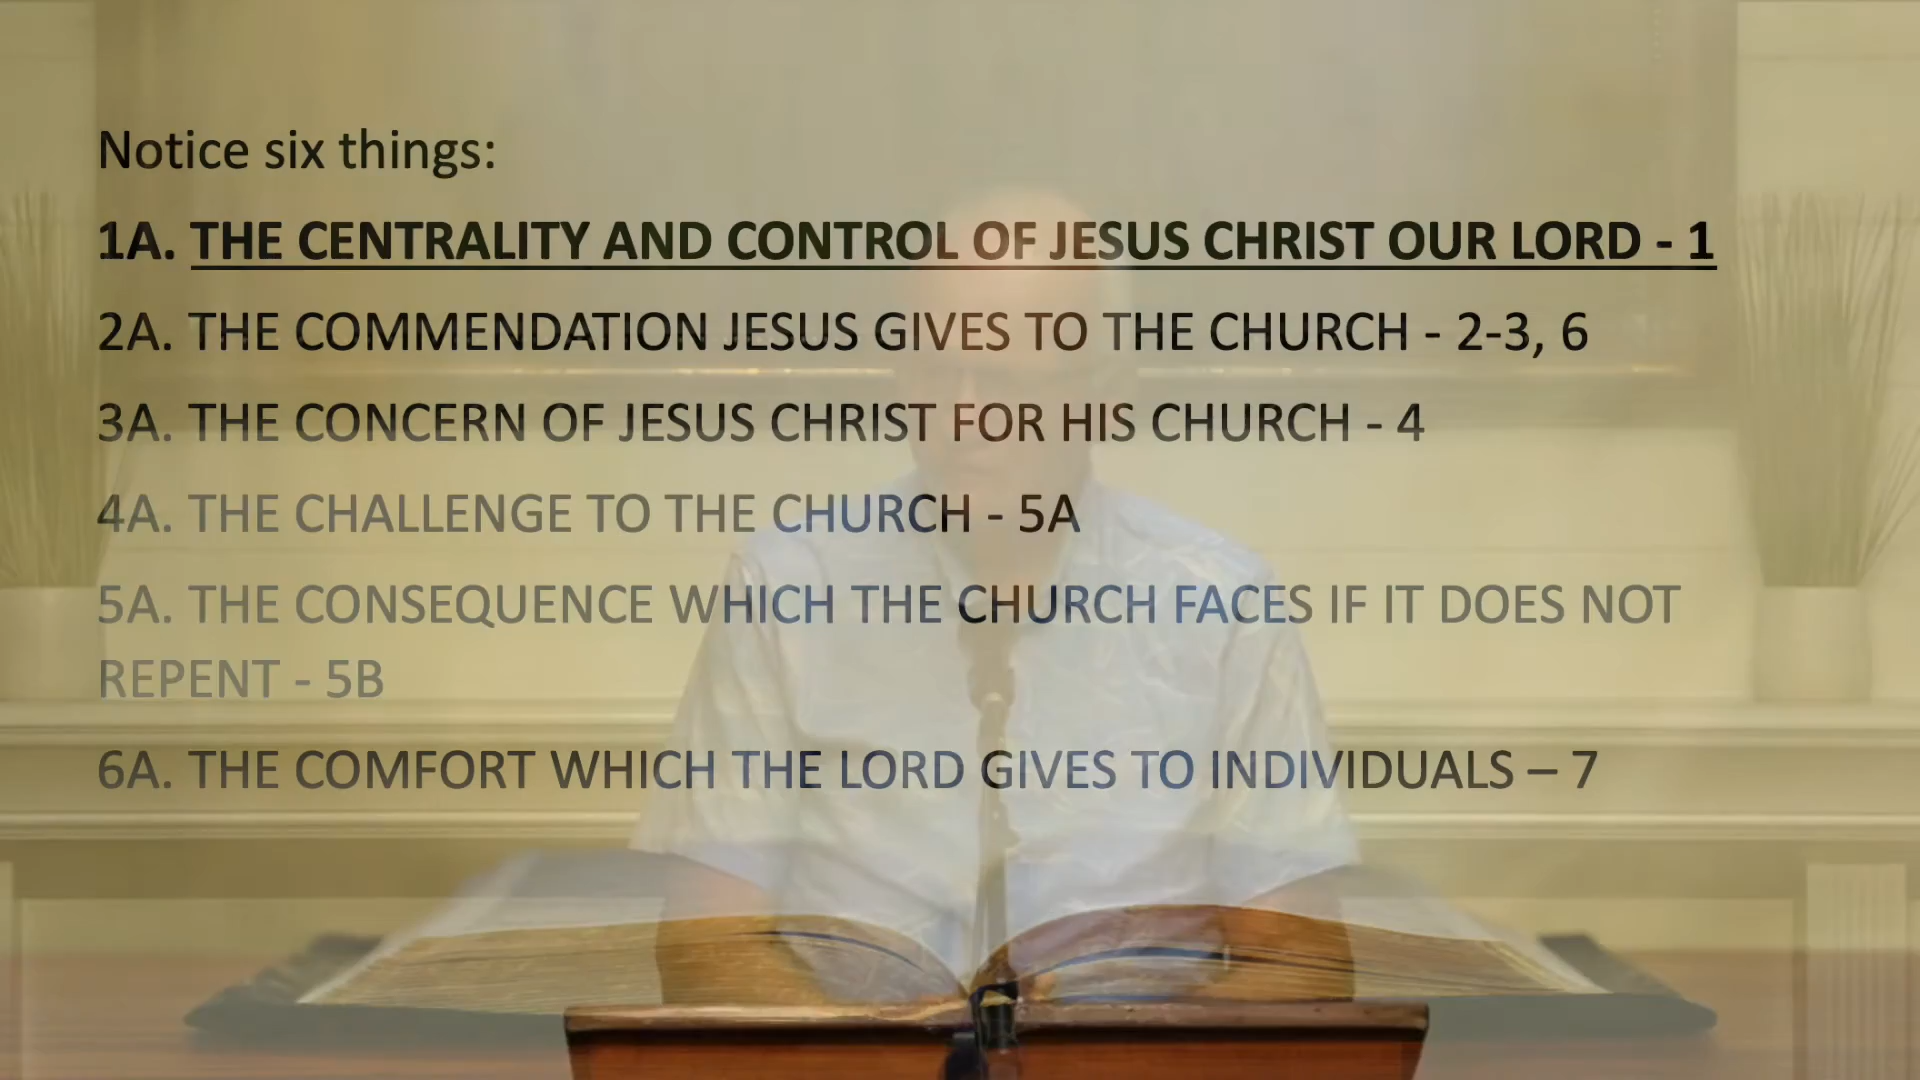 Notice six things:
1A. THE CENTRALITY AND CONTROL OF JESUS CHRIST OUR LORD - 1
2A. THE COMMENDATION JESUS GIVES TO THE CHURCH - 2-3, 6
3A. THE CONCERN OF JESUS CHRIST FOR HIS CHURCH - 4
4A. THE CHALLENGE TO THE CHURCH - 5A
5A. THE CONSEQUENCE WHICH THE CHURCH FACES IF IT DOES NOT
REPENT - 5B
6A. THE COMFORT WHICH THE LORD GIVES TO INDIVIDUALS – 7